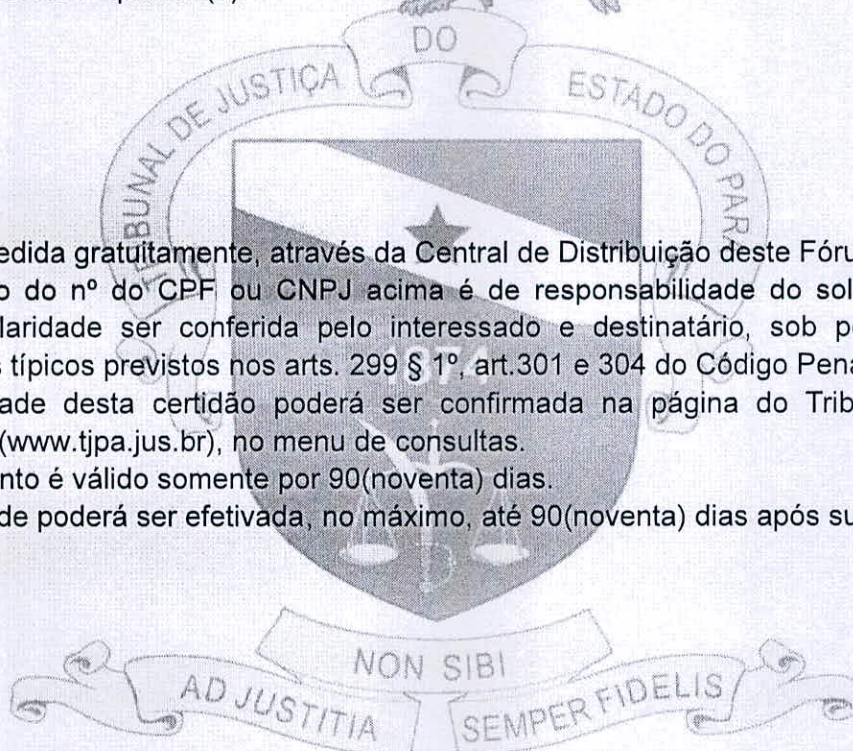 DO
TRIBUNAL DE JUSTIÇA
ESTADO DO PARÁ
edida gratuitamente, através da Central de Distribuição deste Fóru
o do nº do CPF ou CNPJ acima é de responsabilidade do sol
laridade ser conferida pelo interessado e destinatário, sob p
s típicos previstos nos arts. 299 § 1º, art.301 e 304 do Código Pena
1874
ade desta certidão poderá ser confirmada na página do Trib
(www.tjpa.jus.br), no menu de consultas.
nto é válido somente por 90(noventa) dias.
de poderá ser efetivada, no máximo, até 90(noventa) dias após su
NON SIBI
AD JUSTITIA
SEMPER FIDELIS